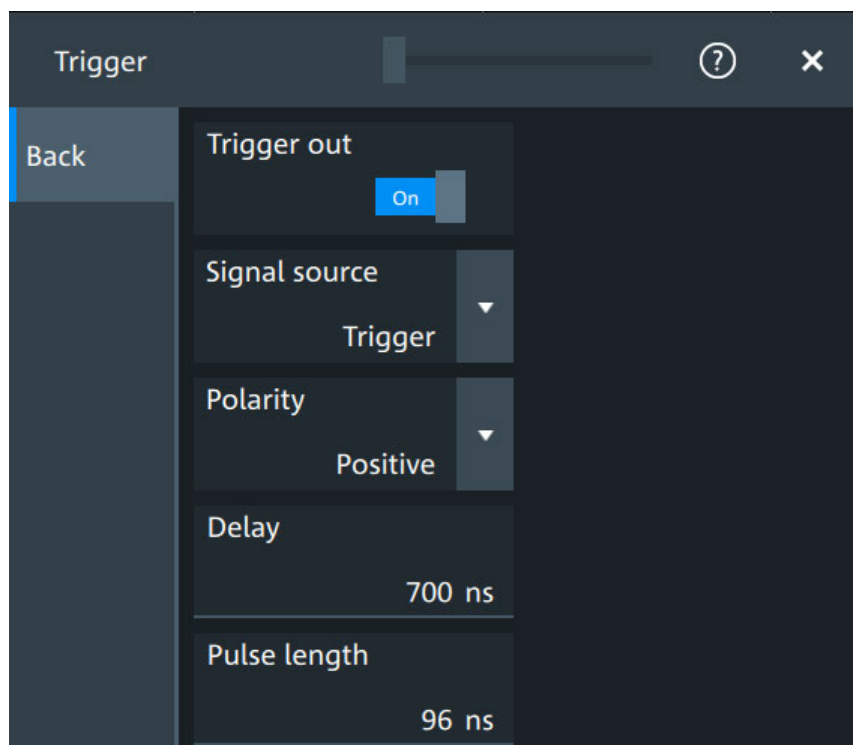 Trigger
?
Back
Trigger out
On
Signal source
Trigger
Polarity
Positive
Delay
700 ns
Pulse length
96 ns